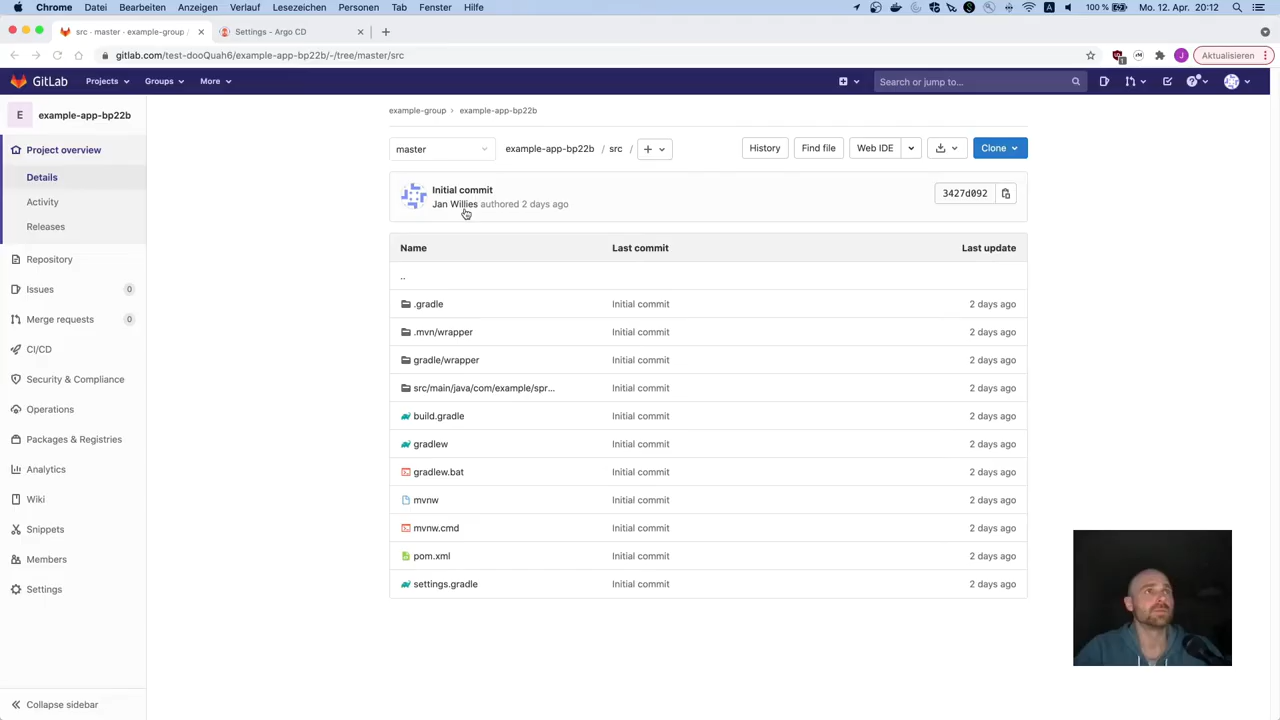 Chrome Datei Bearbeiten Anzeigen Verlauf Lesezeichen Personen Tab Fenster Hilfe 100 % Mo. 12. Apr. 20:12
src · master · example-group / Settings - Argo CD
gitlab.com/test-dooQuah6/example-app-bp22b/-/tree/master/src J Aktualisieren
GitLab Projects Groups More Search or jump to...
E example-app-bp22b
Project overview
Details
Activity
Releases
Repository
Issues 0
Merge requests 0
CI/CD
Security & Compliance
Operations
Packages & Registries
Analytics
Wiki
Snippets
Members
Settings
Collapse sidebar
example-group › example-app-bp22b
master example-app-bp22b / src / + History Find file Web IDE Clone
Initial commit
Jan Willies authored 2 days ago 3427d092
Name Last commit Last update
..
.gradle Initial commit 2 days ago
.mvn/wrapper Initial commit 2 days ago
gradle/wrapper Initial commit 2 days ago
src/main/java/com/example/spr... Initial commit 2 days ago
build.gradle Initial commit 2 days ago
gradlew Initial commit 2 days ago
gradlew.bat Initial commit 2 days ago
mvnw Initial commit 2 days ago
mvnw.cmd Initial commit 2 days ago
pom.xml Initial commit 2 days ago
settings.gradle Initial commit 2 days ago